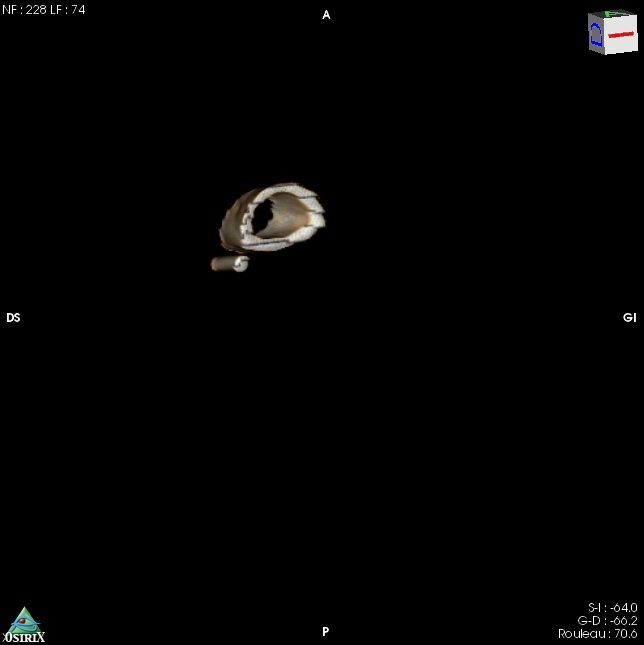 NF : 228 LF : 74
A
DS
GI
P
S-I : -64.0
G-D : -66.2
Rouleau : 70.6
OSIRIX